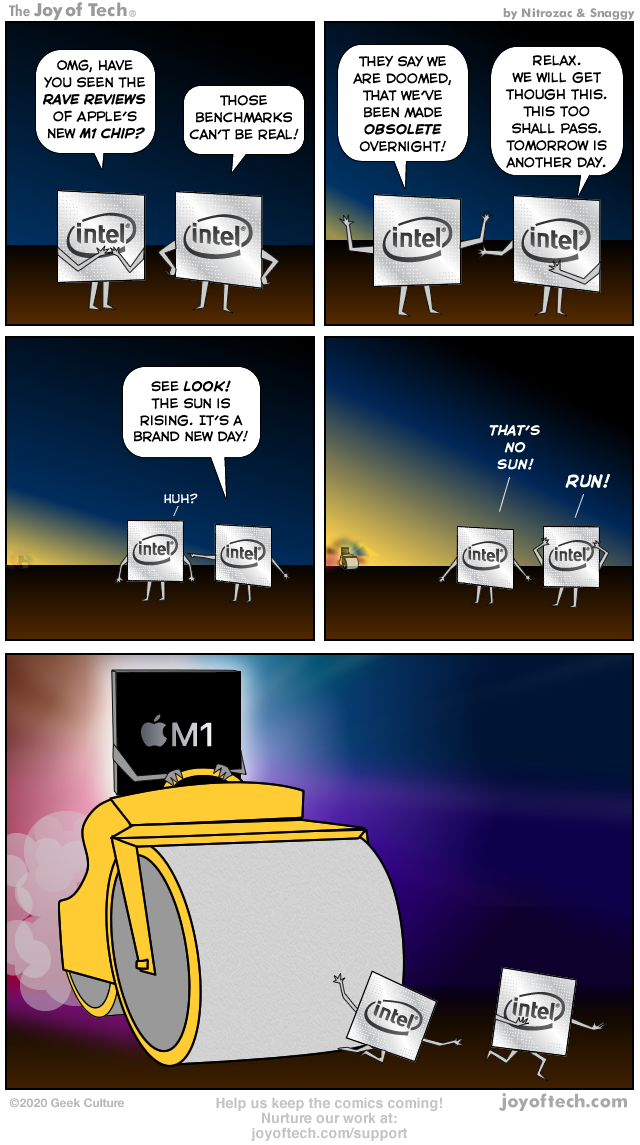 The Joy of Tech®
by Nitrozac & Snaggy
OMG, HAVE
YOU SEEN THE
RAVE REVIEWS
OF APPLE'S
NEW M1 CHIP?
THOSE
BENCHMARKS
CAN'T BE REAL!
intel®
intel®
THEY SAY WE
ARE DOOMED,
THAT WE'VE
BEEN MADE
OBSOLETE
OVERNIGHT!
RELAX.
WE WILL GET
THOUGH THIS.
THIS TOO
SHALL PASS.
TOMORROW IS
ANOTHER DAY.
intel®
intel®
SEE LOOK!
THE SUN IS
RISING. IT'S A
BRAND NEW DAY!
HUH?
intel®
intel®
THAT'S
NO
SUN!
RUN!
intel®
intel®
M1
intel®
intel®
©2020 Geek Culture
Help us keep the comics coming!
Nurture our work at:
joyoftech.com/support
joyoftech.com